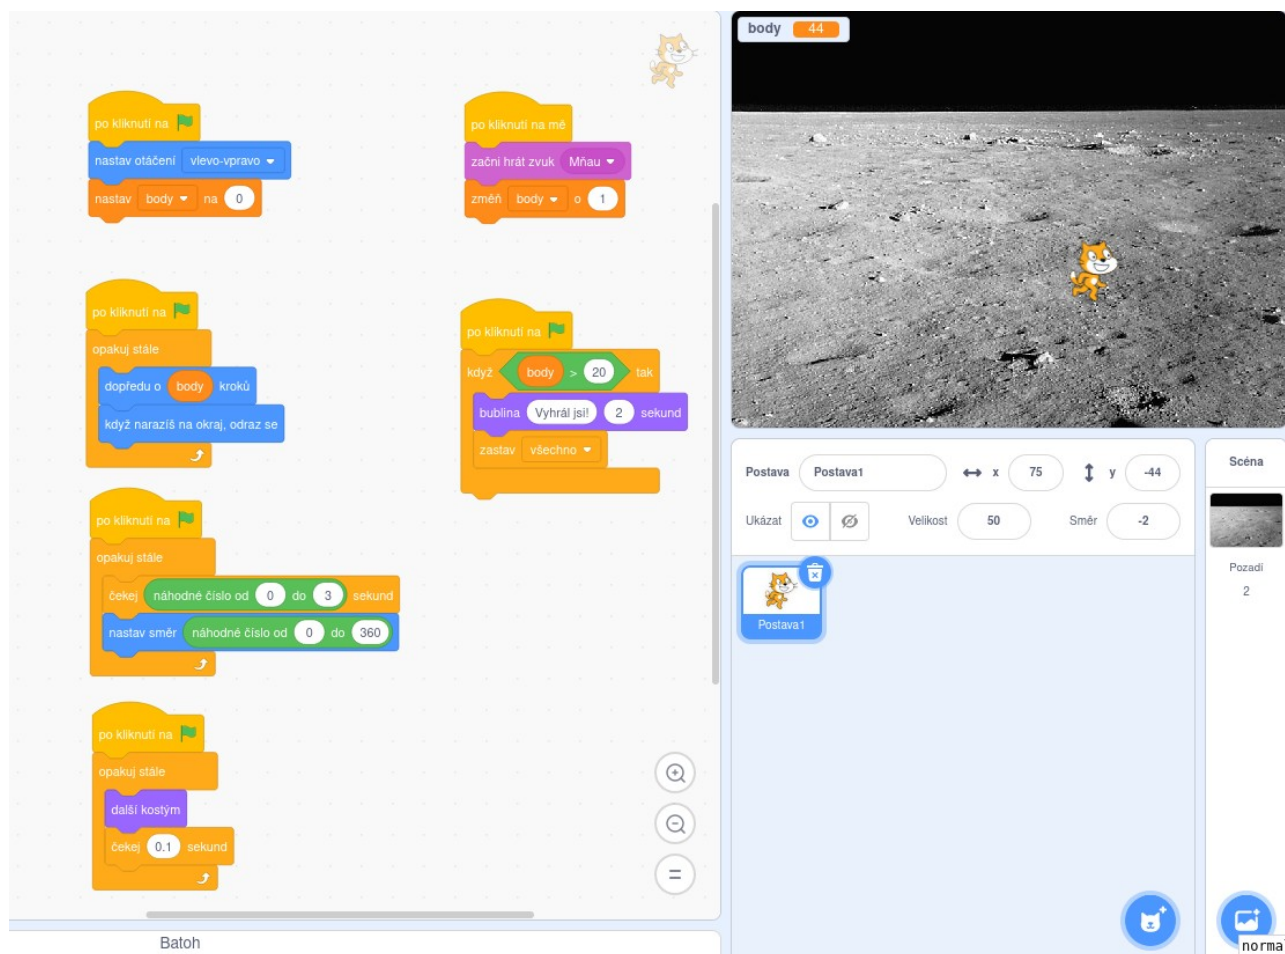 po kliknutí na
nastav otáčení vlevo-vpravo
nastav body na 0
po kliknutí na mě
začni hrát zvuk Mňau
změň body o 1
po kliknutí na
opakuj stále
dopředu o body kroků
když narazíš na okraj, odraz se
po kliknutí na
když body > 20 tak
bublina Vyhrál jsi! 2 sekund
zastav všechno
po kliknutí na
opakuj stále
čekej náhodné číslo od 0 do 3 sekund
nastav směr náhodné číslo od 0 do 360
po kliknutí na
opakuj stále
další kostým
čekej 0.1 sekund
=
Batoh
body 44
Postava Postava1 x 75 y -44
Ukázat Velikost 50 Směr -2
Postava1
Scéna
Pozadí
2
norma